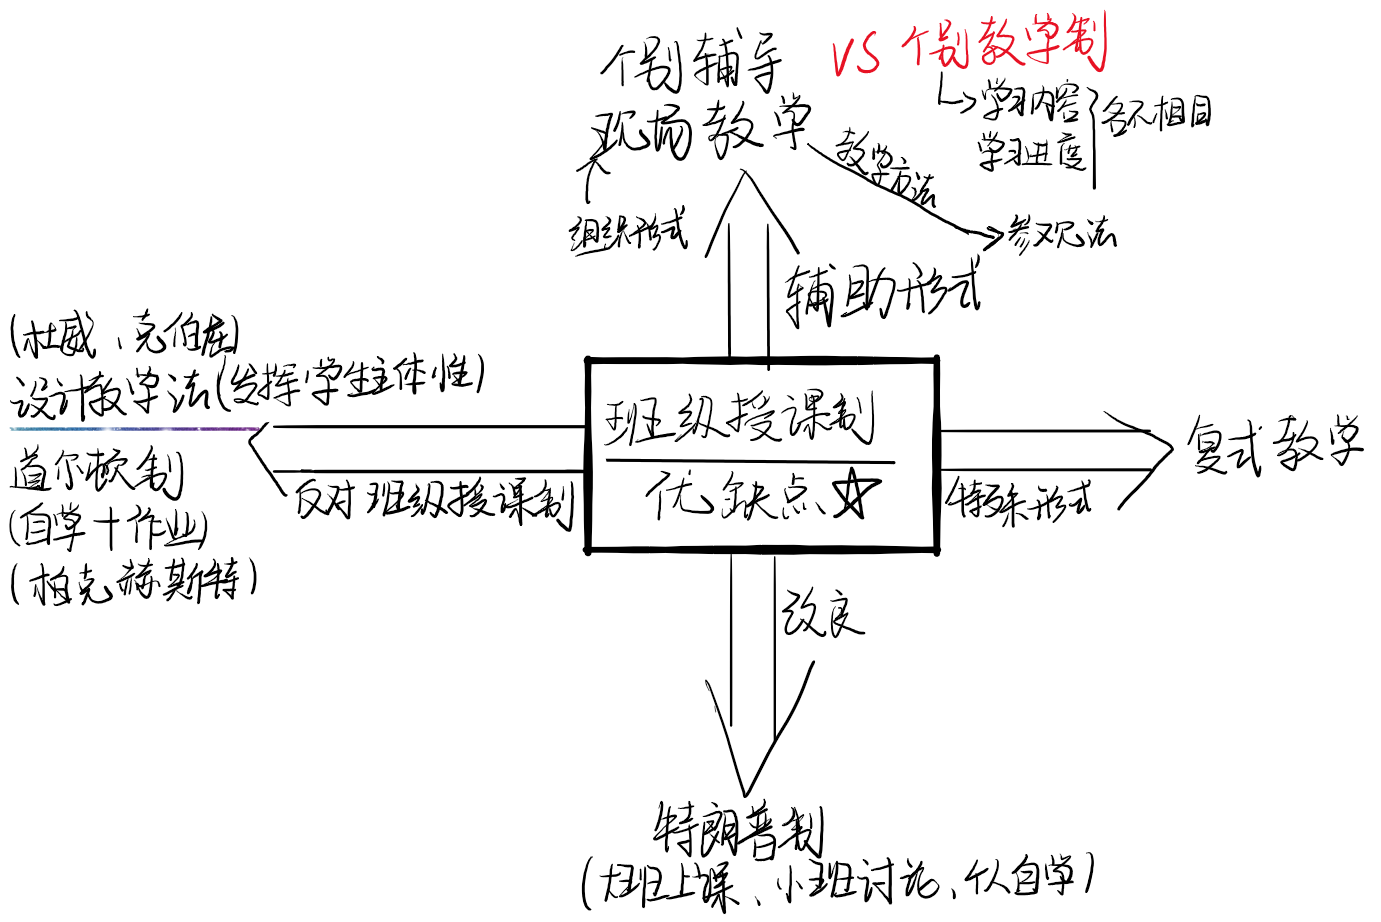 个别辅导 VS 个别教学制
学习内容
学习进度
各不相同
现场教学
教学方法
参观法
组织形式
辅助形式
(杜威、克伯屈)
设计教学法(发挥学生主体性)
道尔顿制
(自学+作业)
(柏克赫斯特)
反对班级授课制
班级授课制
优缺点☆
特殊形式
复式教学
改良
特朗普制
(大班上课、小班讨论、个人自学)